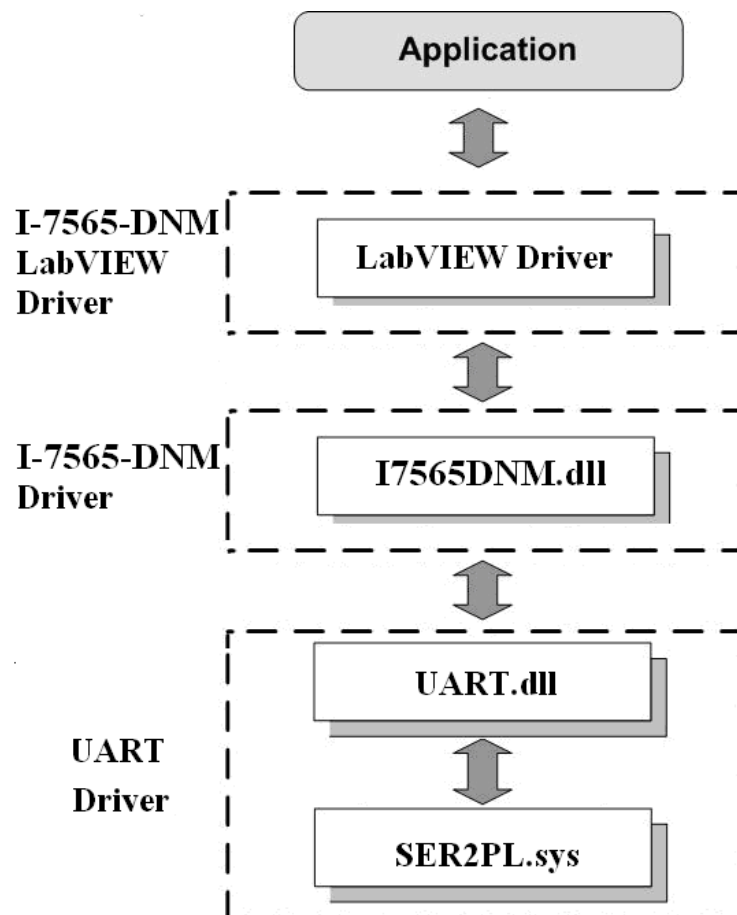 Application
I-7565-DNM
LabVIEW
Driver
LabVIEW Driver
I-7565-DNM
Driver
I7565DNM.dll
UART
Driver
UART.dll
SER2PL.sys